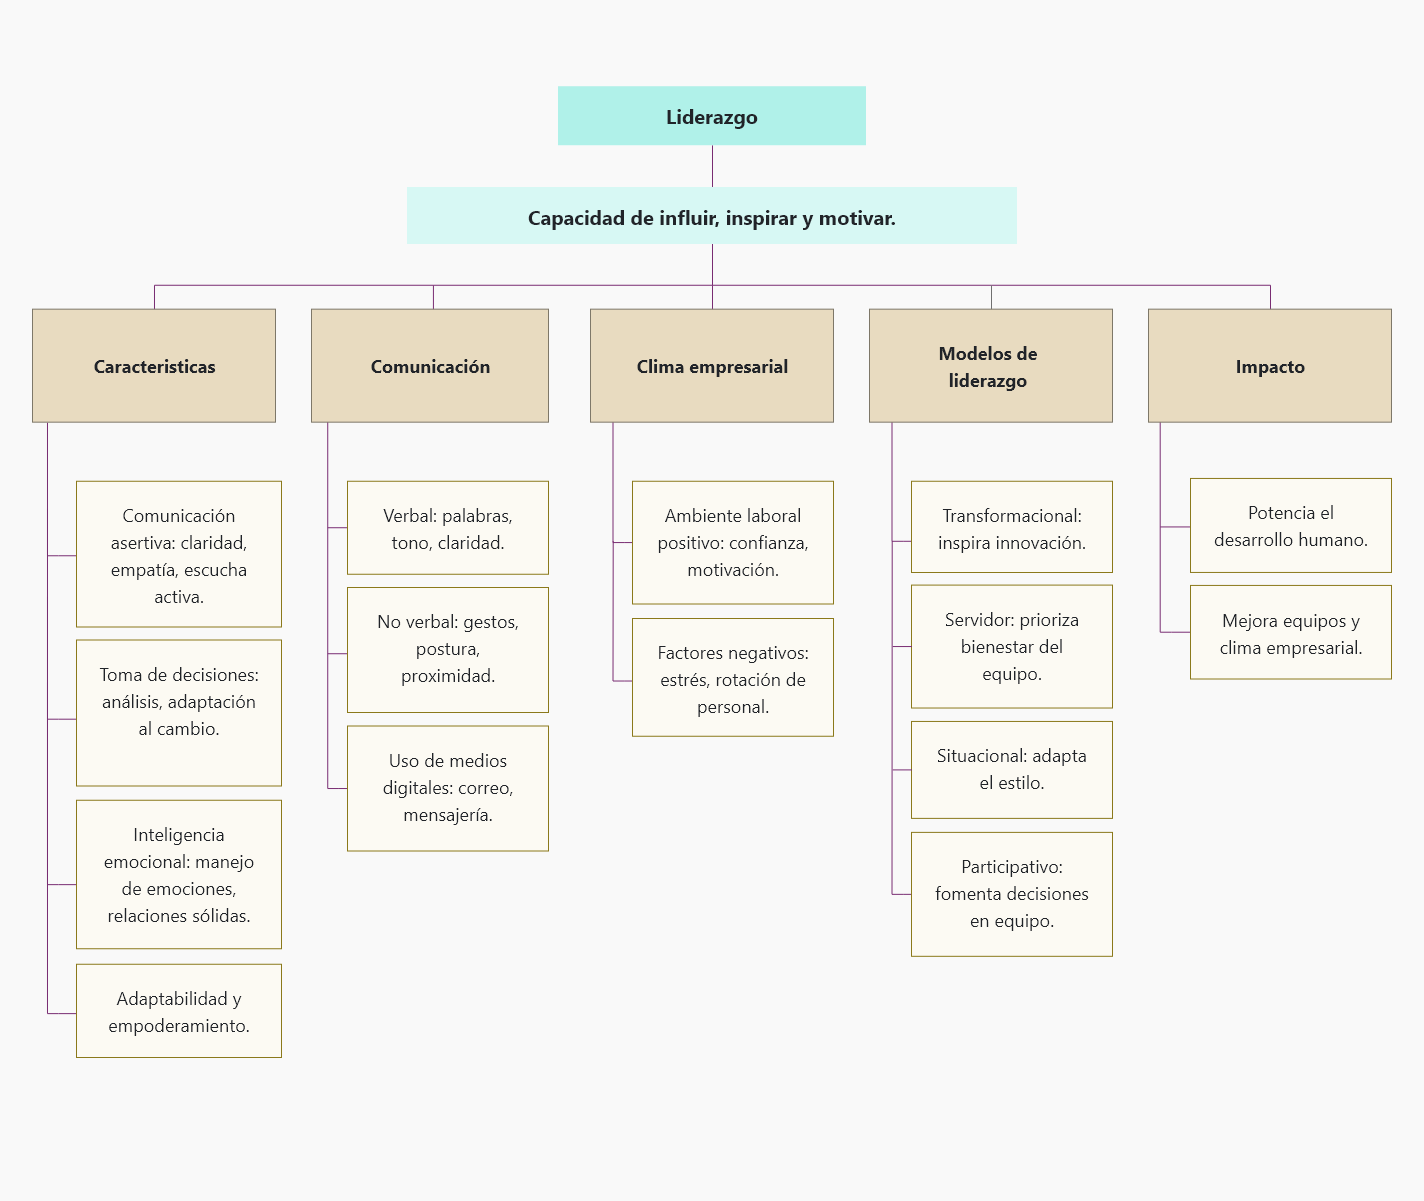 Liderazgo
Capacidad de influir, inspirar y motivar.
Caracteristicas
Comunicación
asertiva: claridad,
empatía, escucha
activa.
Toma de decisiones:
análisis, adaptación
al cambio.
Inteligencia
emocional: manejo
de emociones,
relaciones sólidas.
Adaptabilidad y
empoderamiento.
Comunicación
Verbal: palabras,
tono, claridad.
No verbal: gestos,
postura,
proximidad.
Uso de medios
digitales: correo,
mensajería.
Clima empresarial
Ambiente laboral
positivo: confianza,
motivación.
Factores negativos:
estrés, rotación de
personal.
Modelos de
liderazgo
Transformacional:
inspira innovación.
Servidor: prioriza
bienestar del
equipo.
Situacional: adapta
el estilo.
Participativo:
fomenta decisiones
en equipo.
Impacto
Potencia el
desarrollo humano.
Mejora equipos y
clima empresarial.